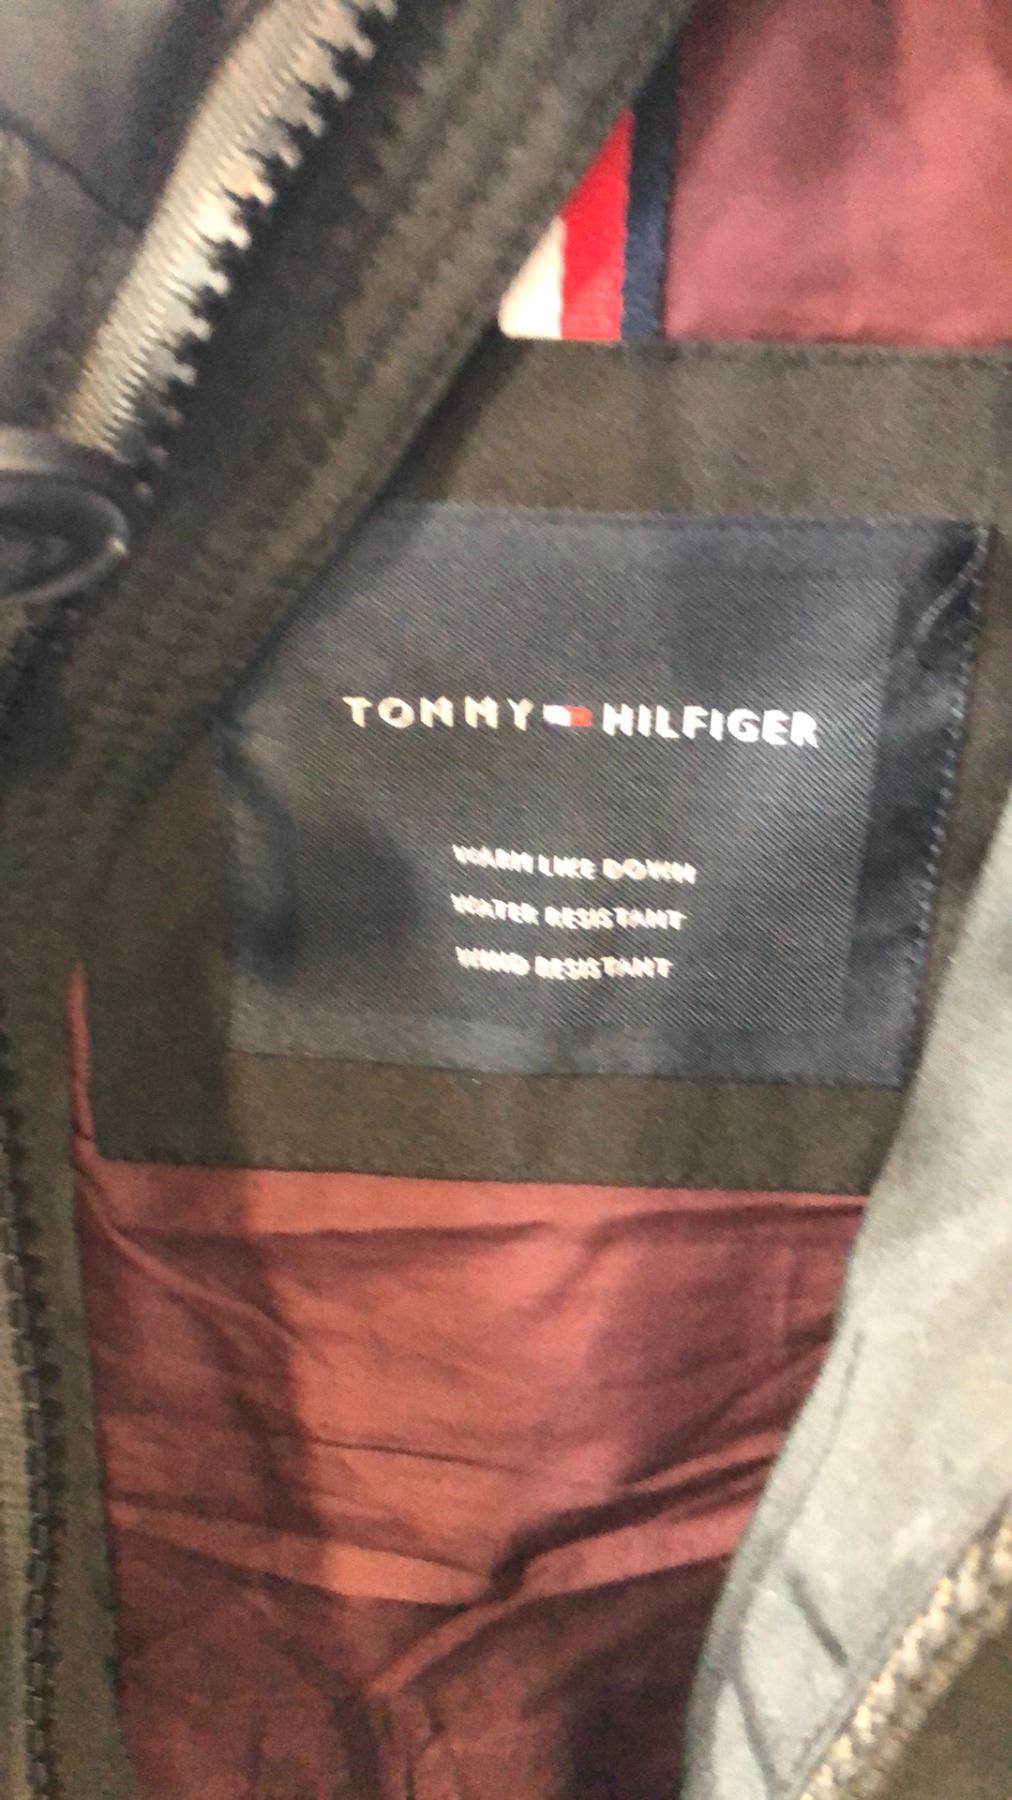 TOMMY HILFIGER
WARM LIKE DOWN
WATER RESISTANT
WIND RESISTANT